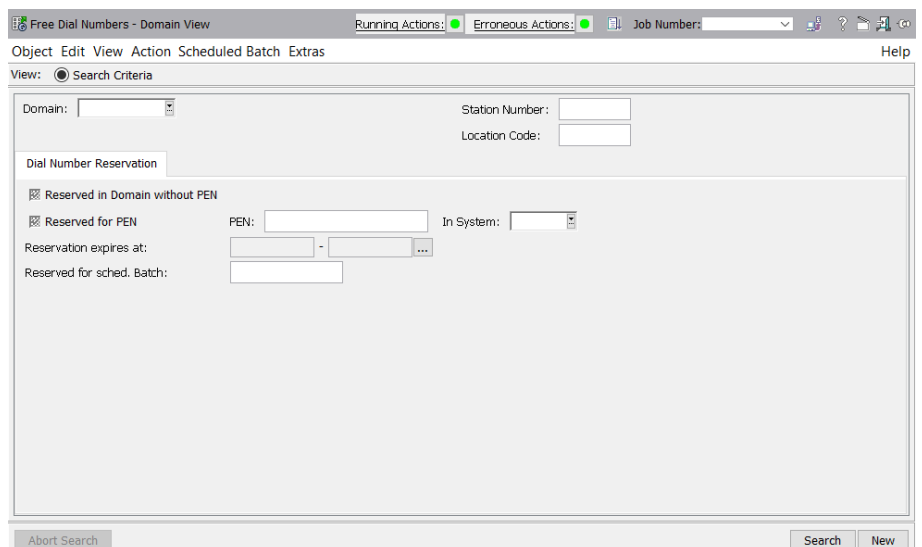 Free Dial Numbers - Domain View Running Actions: Erroneous Actions: Job Number: ?
Object Edit View Action Scheduled Batch Extras Help
View: Search Criteria
Domain: Station Number:
Location Code:
Dial Number Reservation
Reserved in Domain without PEN
Reserved for PEN PEN: In System:
Reservation expires at: - ...
Reserved for sched. Batch:
Abort Search Search New